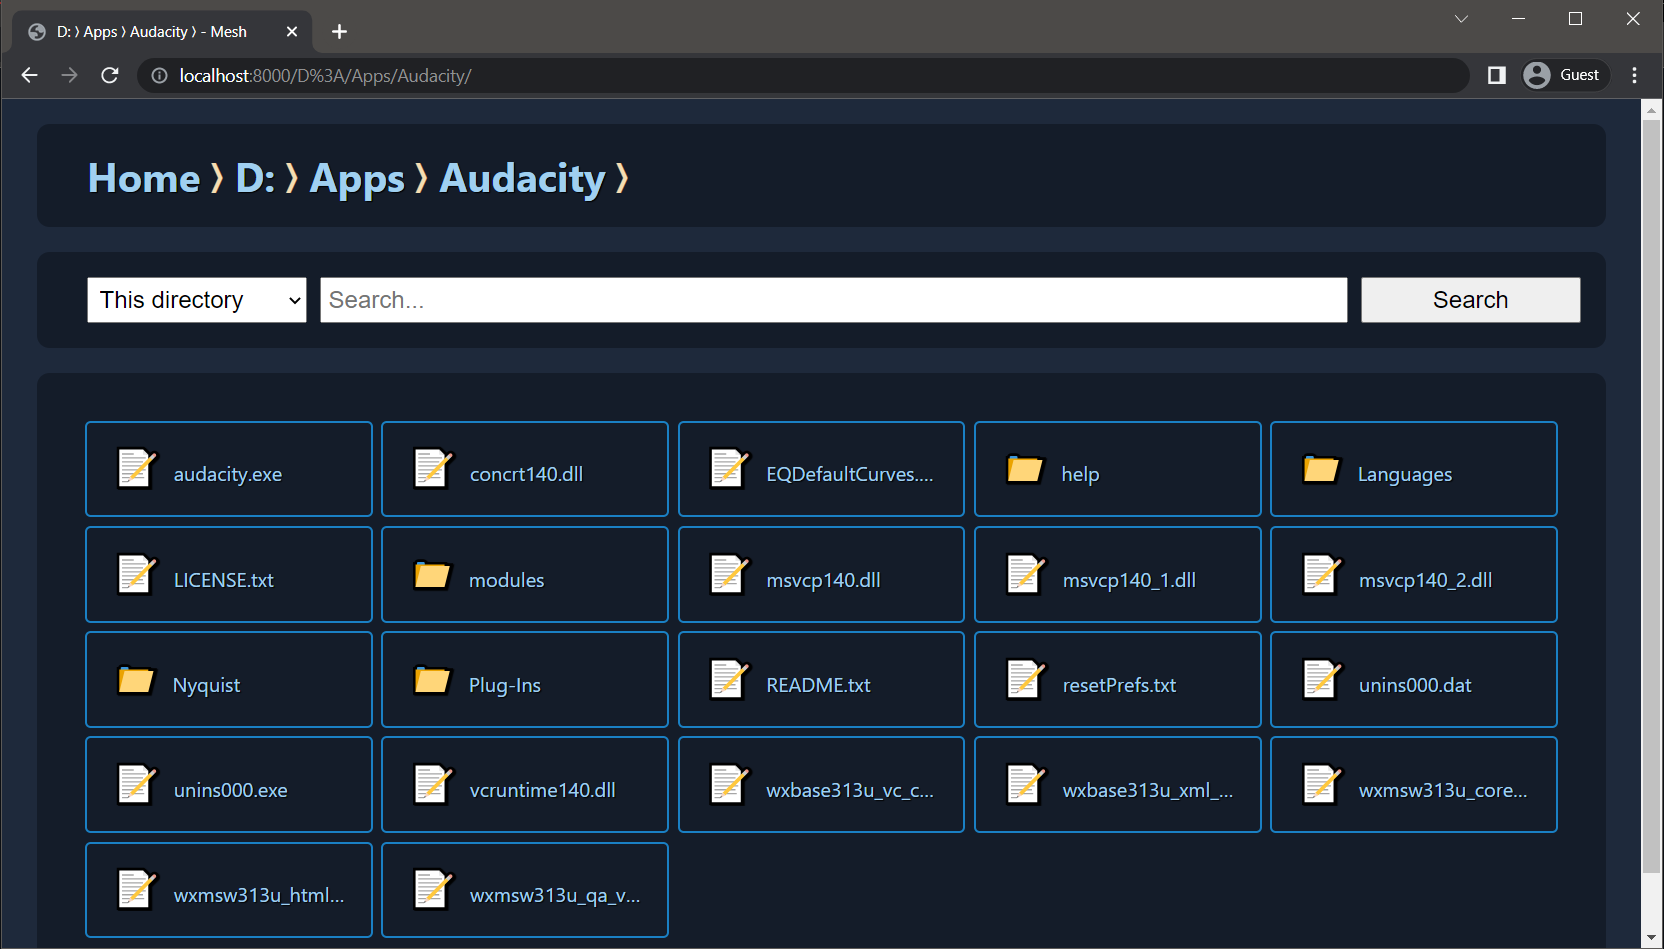 D: ⟩ Apps ⟩ Audacity ⟩ - Mesh
localhost:8000/D%3A/Apps/Audacity/
Guest
Home ⟩ D: ⟩ Apps ⟩ Audacity ⟩
This directory Search... Search
audacity.exe concrt140.dll EQDefaultCurves.... help Languages
LICENSE.txt modules msvcp140.dll msvcp140_1.dll msvcp140_2.dll
Nyquist Plug-Ins README.txt resetPrefs.txt unins000.dat
unins000.exe vcruntime140.dll wxbase313u_vc_c... wxbase313u_xml_... wxmsw313u_core...
wxmsw313u_html... wxmsw313u_qa_v...